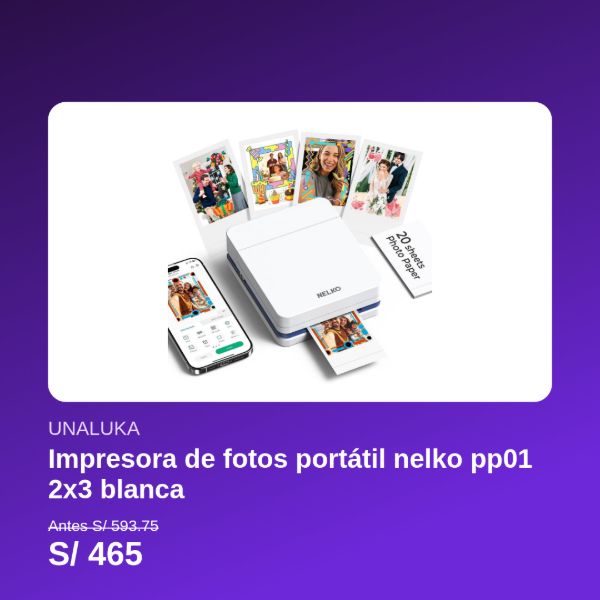 20 sheets
Photo Paper
NELKO
UNALUKA
Impresora de fotos portátil nelko pp01
2x3 blanca
Antes S/ 593.75
S/ 465